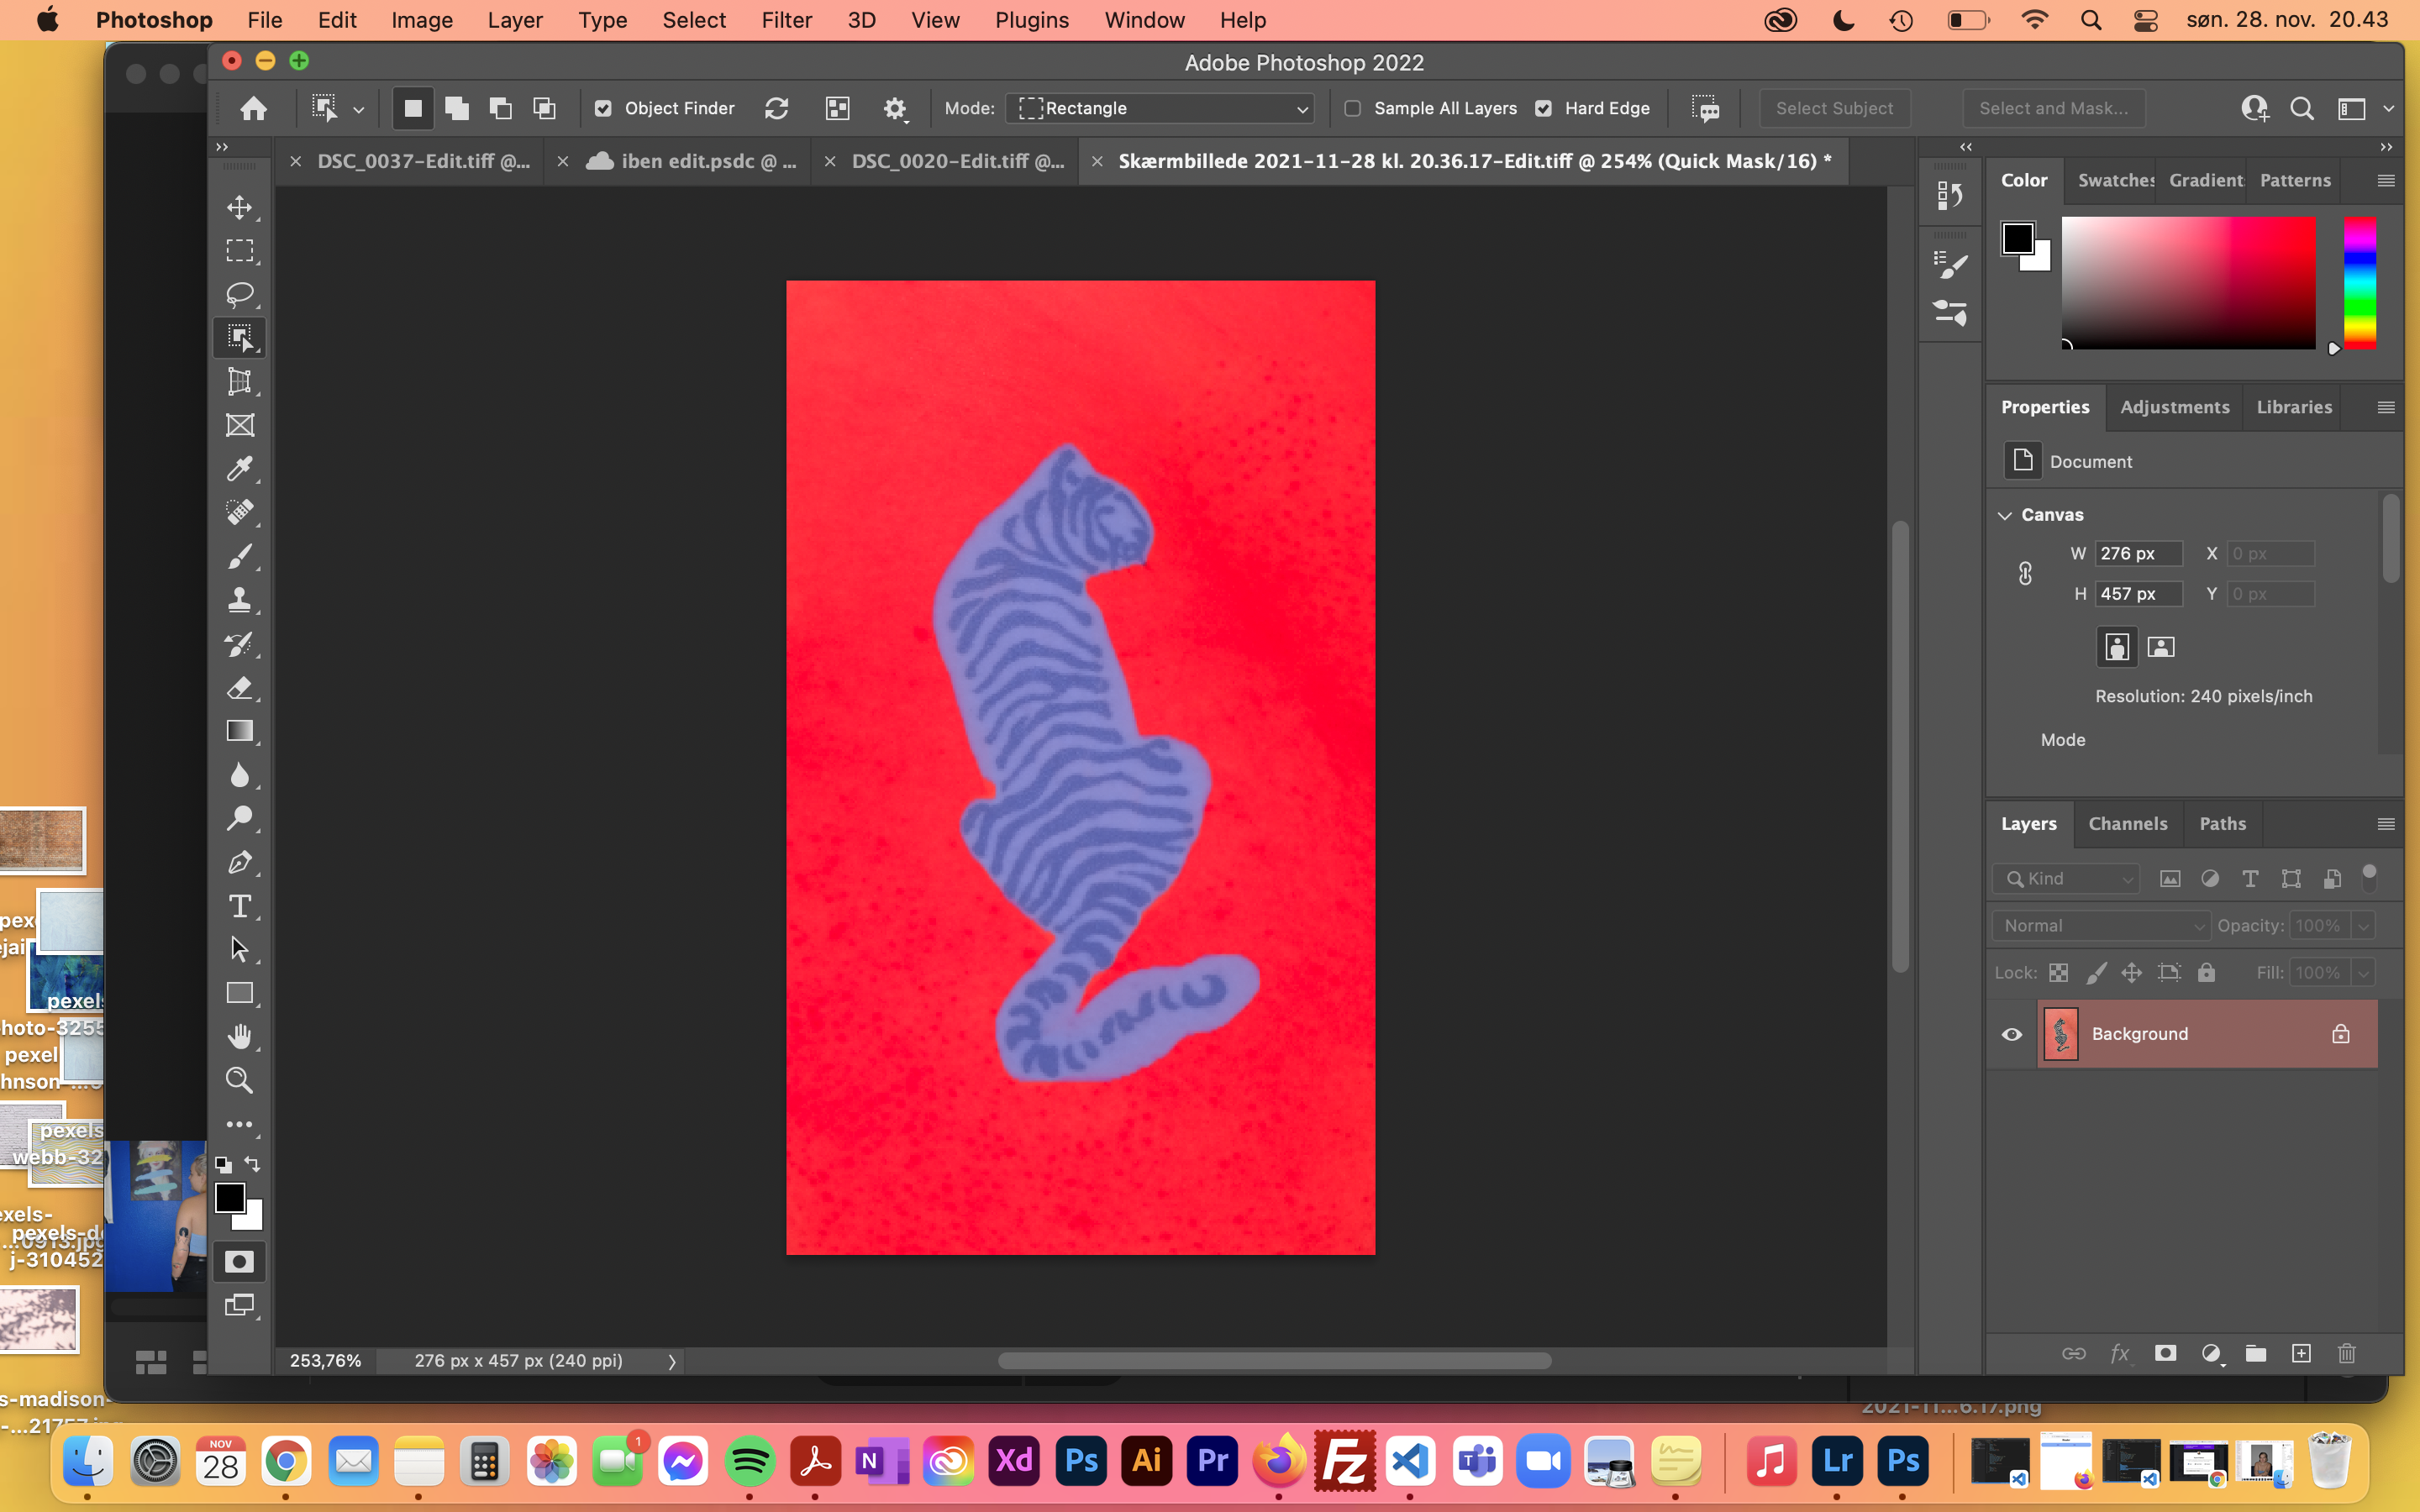 Photoshop File Edit Image Layer Type Select Filter 3D View Plugins Window Help søn. 28. nov. 20.43
Adobe Photoshop 2022
Object Finder Mode: Rectangle Sample All Layers Hard Edge Select Subject Select and Mask...
DSC_0037-Edit.tiff @... iben edit.psdc @ ... DSC_0020-Edit.tiff @... Skærmbillede 2021-11-28 kl. 20.36.17-Edit.tiff @ 254% (Quick Mask/16) *
Color Swatches Gradient Patterns
Properties Adjustments Libraries
Document
Canvas
W 276 px X 0 px
H 457 px Y 0 px
Resolution: 240 pixels/inch
Mode
Layers Channels Paths
Kind
Normal Opacity: 100%
Lock: Fill: 100%
Background
pexels
hoto-3255
pexel
hnson-...
pexels
webb-32
exels-
pexels-d
...0913.jpg
j-310452
s-madison-
-...21757.jpg
253,76% 276 px x 457 px (240 ppi)
2021-11...6.17.png
NOV
28
1
N
Xd
Ps
Ai
Pr
Fz
Lr
Ps